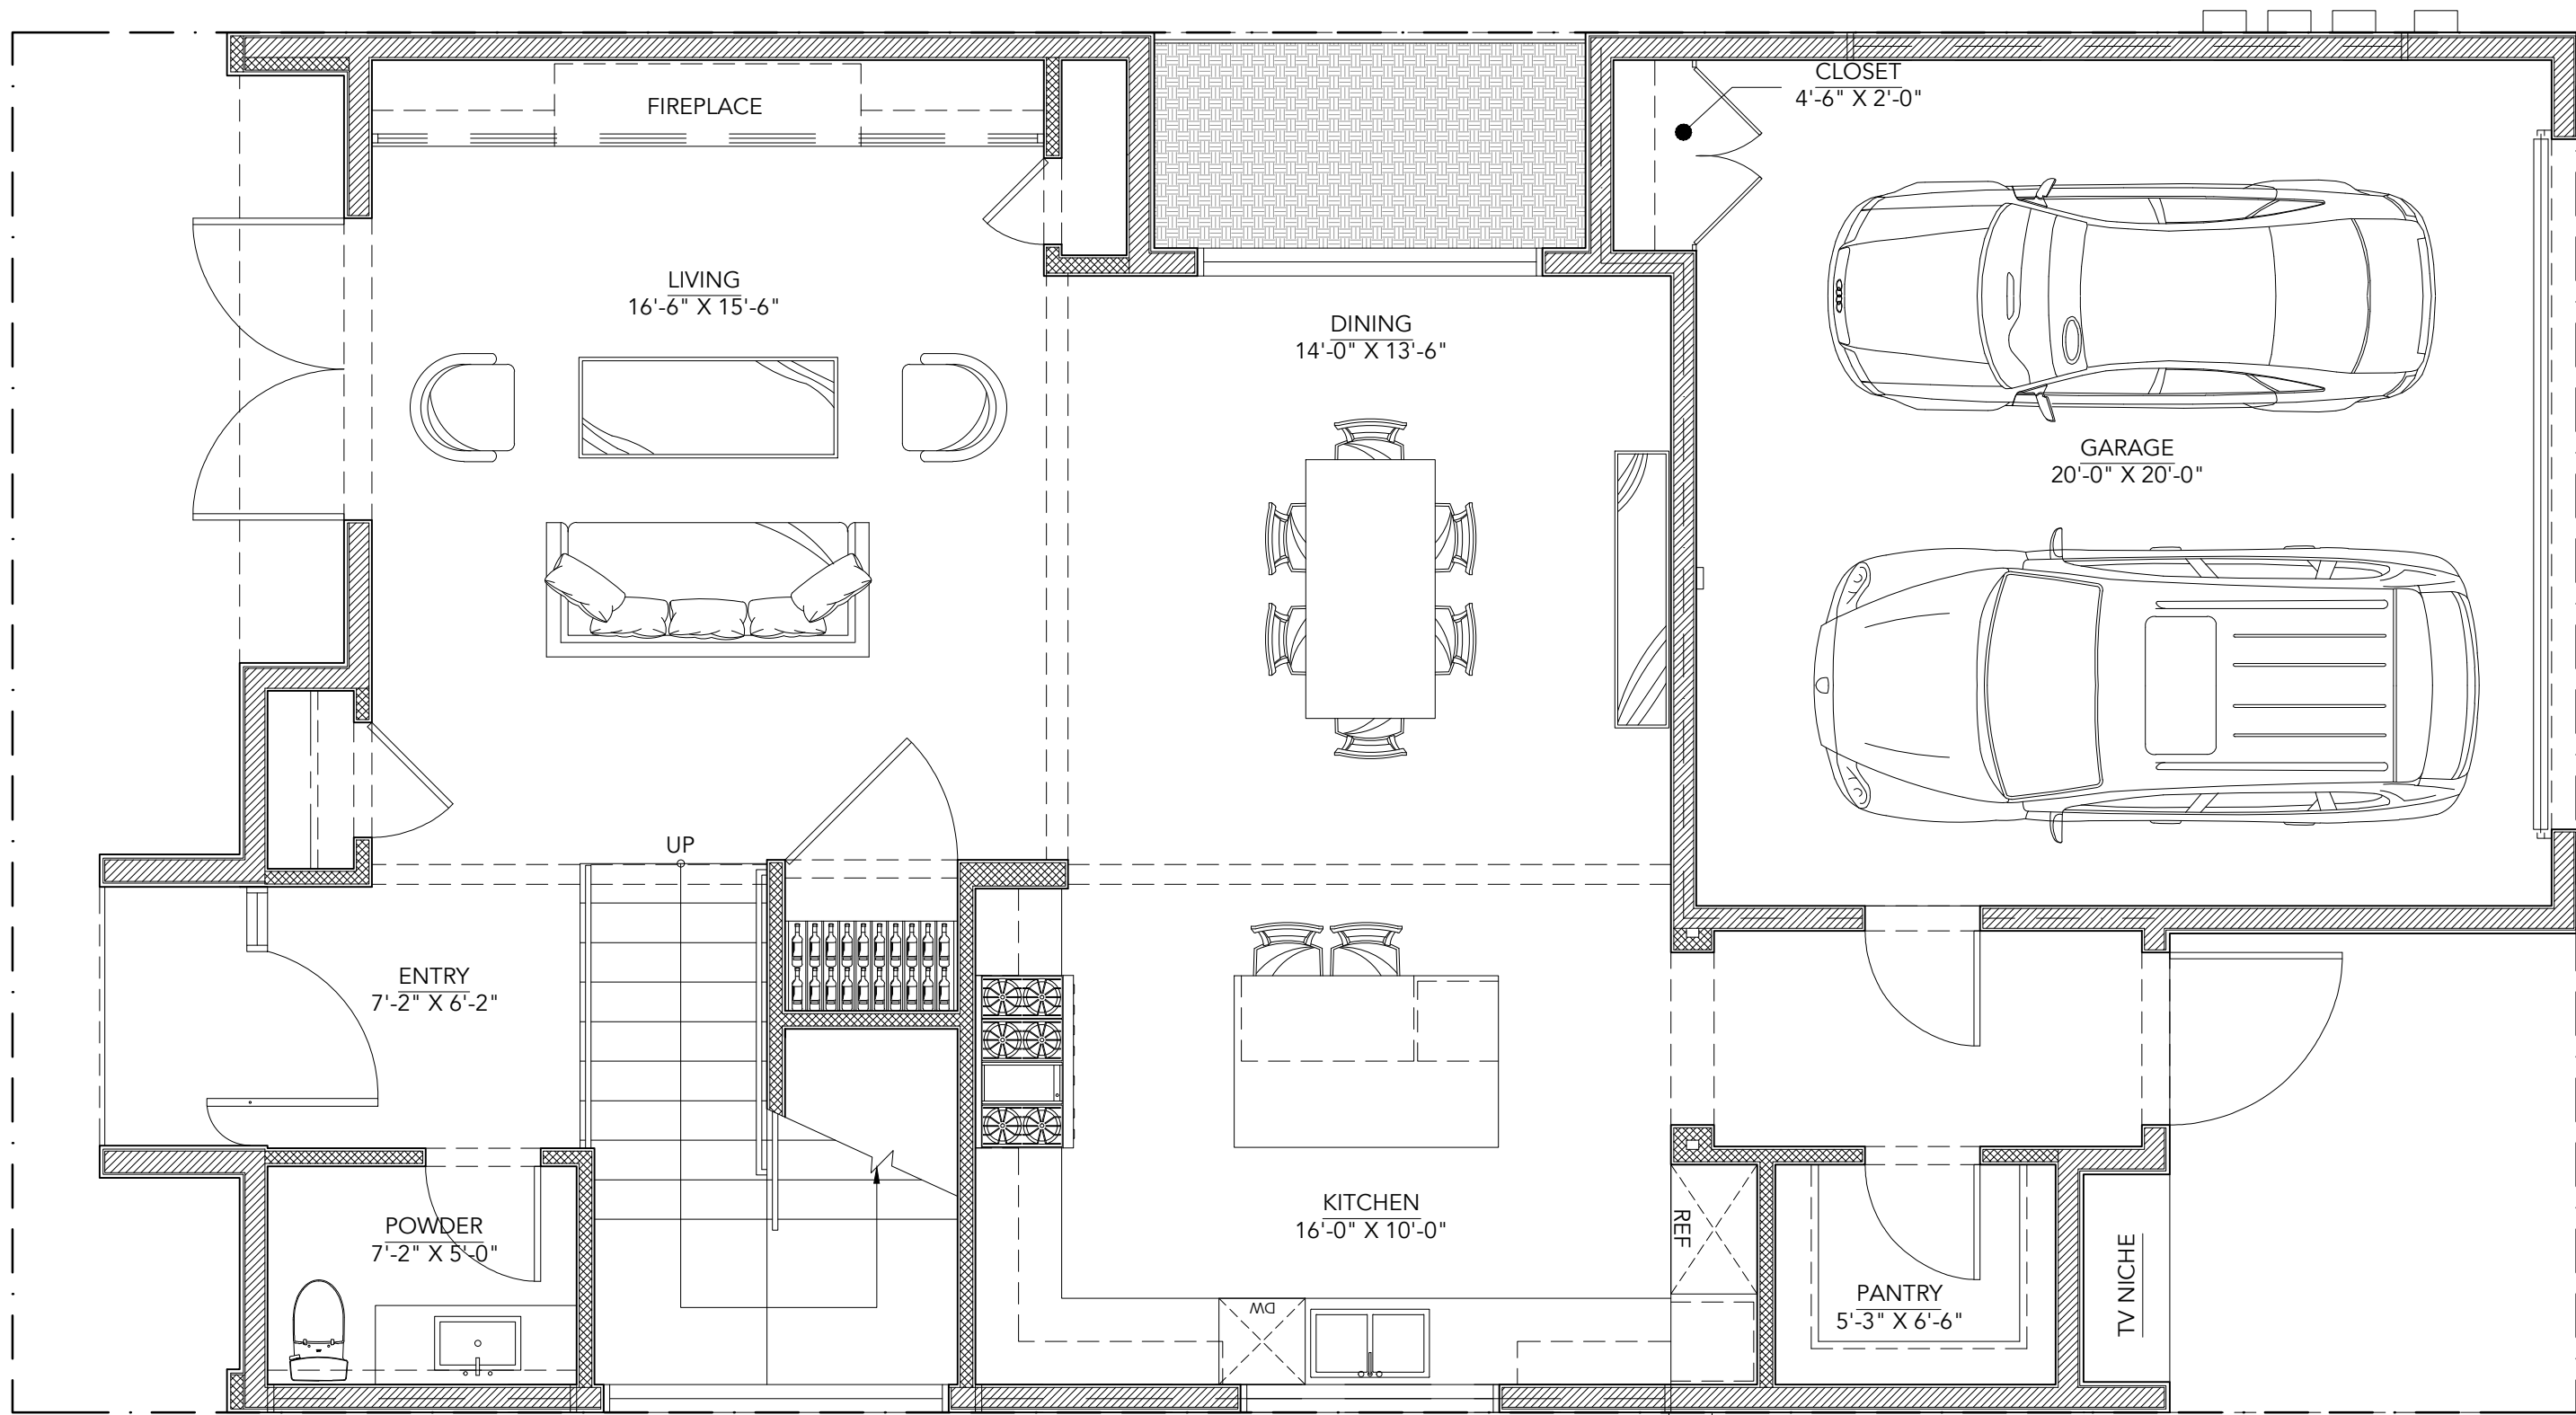 FIREPLACE
CLOSET
4'-6" X 2'-0"
LIVING
16'-6" X 15'-6"
DINING
14'-0" X 13'-6"
GARAGE
20'-0" X 20'-0"
UP
ENTRY
7'-2" X 6'-2"
POWDER
7'-2" X 5'-0"
KITCHEN
16'-0" X 10'-0"
REF
DW
PANTRY
5'-3" X 6'-6"
TV NICHE